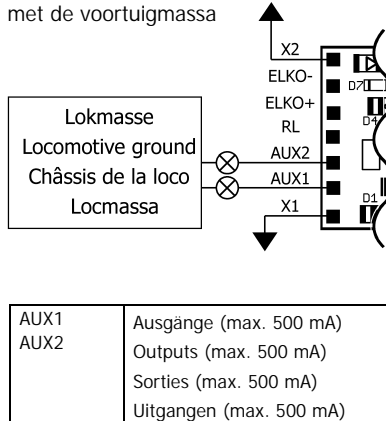 met de voortuigmassa
X2
ELKO-
D7
ELKO+
D4
RL
Lokmasse
Locomotive ground
Châssis de la loco
Locmassa
AUX2
AUX1
D1
X1
AUX1
AUX2
Ausgänge (max. 500 mA)
Outputs (max. 500 mA)
Sorties (max. 500 mA)
Uitgangen (max. 500 mA)